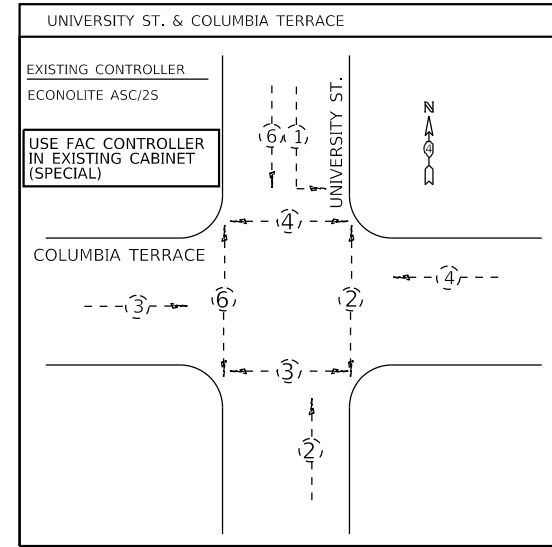 UNIVERSITY ST. & COLUMBIA TERRACE
EXISTING CONTROLLER
ECONOLITE ASC/2S
USE FAC CONTROLLER
IN EXISTING CABINET
(SPECIAL)
UNIVERSITY ST.
N
4
6
1
4
COLUMBIA TERRACE
3
6
2
4
3
2